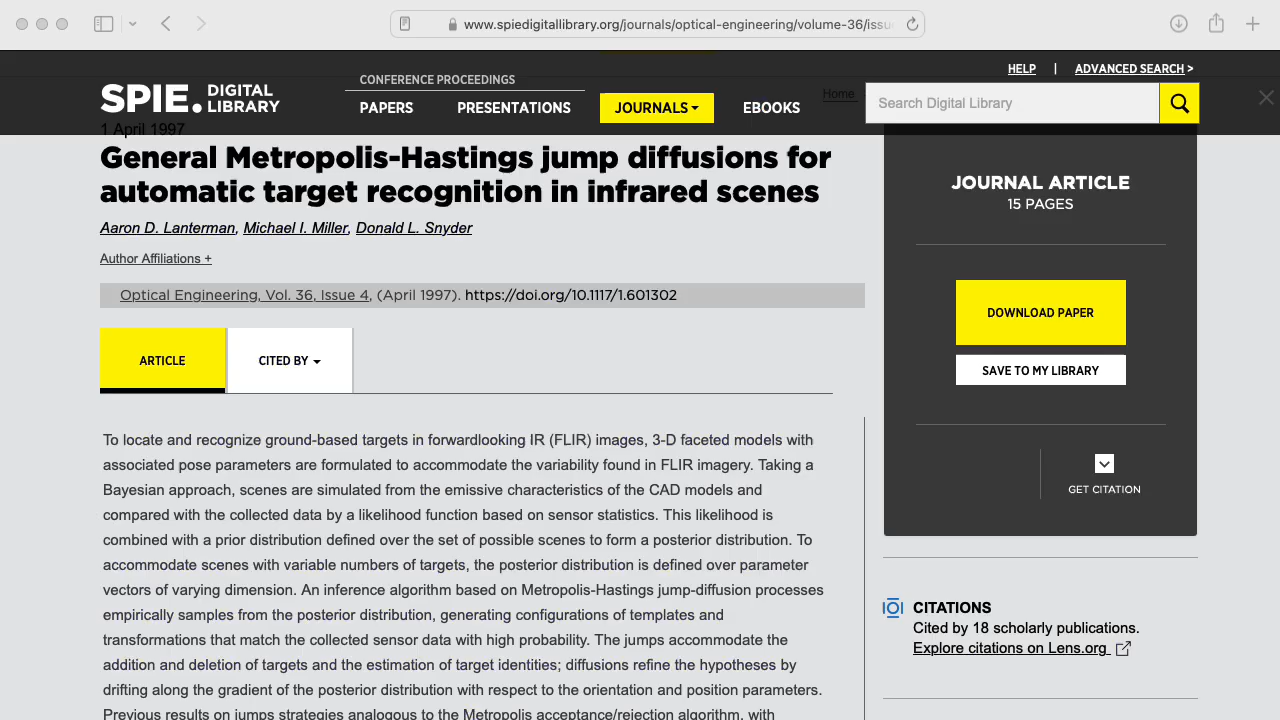 www.spiedigitallibrary.org/journals/optical-engineering/volume-36/issu
HELP | ADVANCED SEARCH >
CONFERENCE PROCEEDINGS
SPIE. DIGITAL LIBRARY
PAPERS PRESENTATIONS JOURNALS EBOOKS
Home
Search Digital Library
1 April 1997
General Metropolis-Hastings jump diffusions for
automatic target recognition in infrared scenes
Aaron D. Lanterman, Michael I. Miller, Donald L. Snyder
Author Affiliations +
Optical Engineering, Vol. 36, Issue 4, (April 1997). https://doi.org/10.1117/1.601302
ARTICLE CITED BY
To locate and recognize ground-based targets in forwardlooking IR (FLIR) images, 3-D faceted models with
associated pose parameters are formulated to accommodate the variability found in FLIR imagery. Taking a
Bayesian approach, scenes are simulated from the emissive characteristics of the CAD models and
compared with the collected data by a likelihood function based on sensor statistics. This likelihood is
combined with a prior distribution defined over the set of possible scenes to form a posterior distribution. To
accommodate scenes with variable numbers of targets, the posterior distribution is defined over parameter
vectors of varying dimension. An inference algorithm based on Metropolis-Hastings jump-diffusion processes
empirically samples from the posterior distribution, generating configurations of templates and
transformations that match the collected sensor data with high probability. The jumps accommodate the
addition and deletion of targets and the estimation of target identities; diffusions refine the hypotheses by
drifting along the gradient of the posterior distribution with respect to the orientation and position parameters.
Previous results on jumps strategies analogous to the Metropolis acceptance/rejection algorithm, with
JOURNAL ARTICLE
15 PAGES
DOWNLOAD PAPER
SAVE TO MY LIBRARY
GET CITATION
CITATIONS
Cited by 18 scholarly publications.
Explore citations on Lens.org